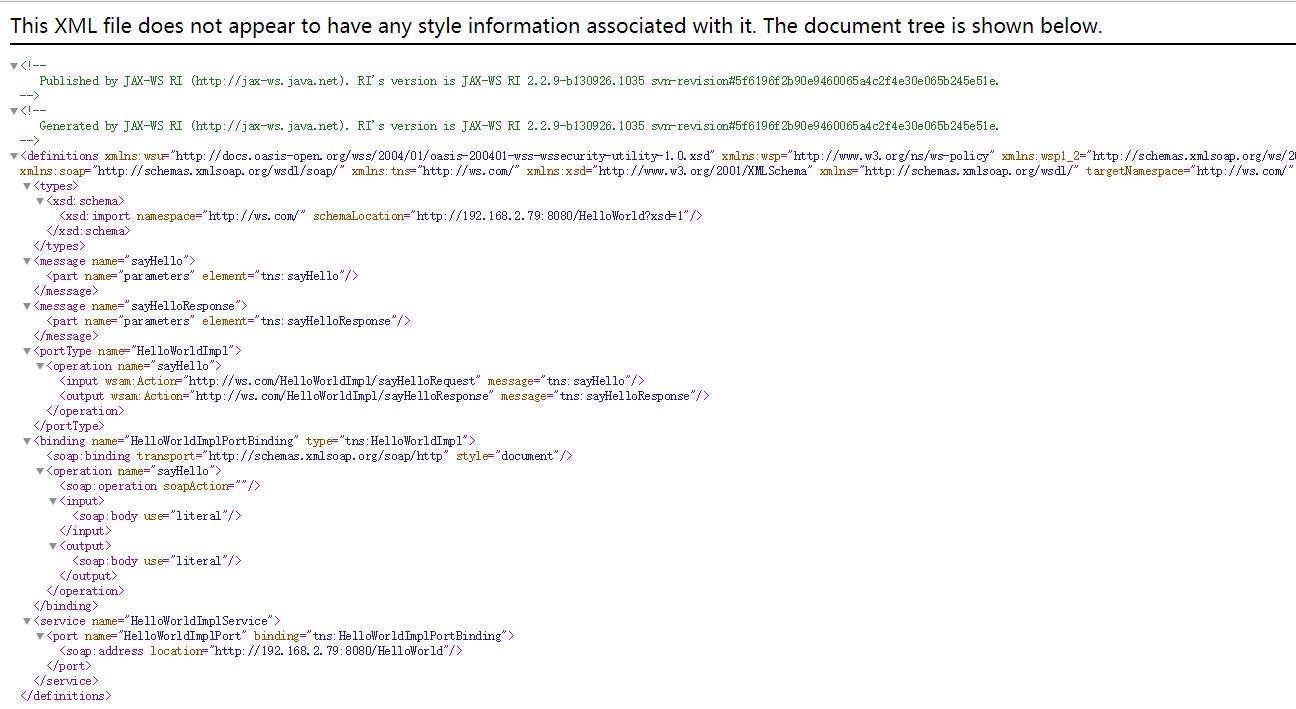 This XML file does not appear to have any style information associated with it. The document tree is shown below.
▼<!--
Published by JAX-WS RI (http://jax-ws.java.net). RI's version is JAX-WS RI 2.2.9-b130926.1035 svn-revision#5f6196f2b90e9460065a4c2f4e30e065b245e51e.
-->
▼<!--
Generated by JAX-WS RI (http://jax-ws.java.net). RI's version is JAX-WS RI 2.2.9-b130926.1035 svn-revision#5f6196f2b90e9460065a4c2f4e30e065b245e51e.
-->
▼<definitions xmlns:wsu="http://docs.oasis-open.org/wss/2004/01/oasis-200401-wss-wssecurity-utility-1.0.xsd" xmlns:wsp="http://www.w3.org/ns/ws-policy" xmlns:wsp1_2="http://schemas.xmlsoap.org/ws/20
xmlns:soap="http://schemas.xmlsoap.org/wsdl/soap/" xmlns:tns="http://ws.com/" xmlns:xsd="http://www.w3.org/2001/XMLSchema" xmlns="http://schemas.xmlsoap.org/wsdl/" targetNamespace="http://ws.com/"
▼<types>
▼<xsd:schema>
<xsd:import namespace="http://ws.com/" schemaLocation="http://192.168.2.79:8080/HelloWorld?xsd=1"/>
</xsd:schema>
</types>
▼<message name="sayHello">
<part name="parameters" element="tns:sayHello"/>
</message>
▼<message name="sayHelloResponse">
<part name="parameters" element="tns:sayHelloResponse"/>
</message>
▼<portType name="HelloWorldImpl">
▼<operation name="sayHello">
<input wsam:Action="http://ws.com/HelloWorldImpl/sayHelloRequest" message="tns:sayHello"/>
<output wsam:Action="http://ws.com/HelloWorldImpl/sayHelloResponse" message="tns:sayHelloResponse"/>
</operation>
</portType>
▼<binding name="HelloWorldImplPortBinding" type="tns:HelloWorldImpl">
<soap:binding transport="http://schemas.xmlsoap.org/soap/http" style="document"/>
▼<operation name="sayHello">
<soap:operation soapAction=""/>
▼<input>
<soap:body use="literal"/>
</input>
▼<output>
<soap:body use="literal"/>
</output>
</operation>
</binding>
▼<service name="HelloWorldImplService">
▼<port name="HelloWorldImplPort" binding="tns:HelloWorldImplPortBinding">
<soap:address location="http://192.168.2.79:8080/HelloWorld"/>
</port>
</service>
</definitions>